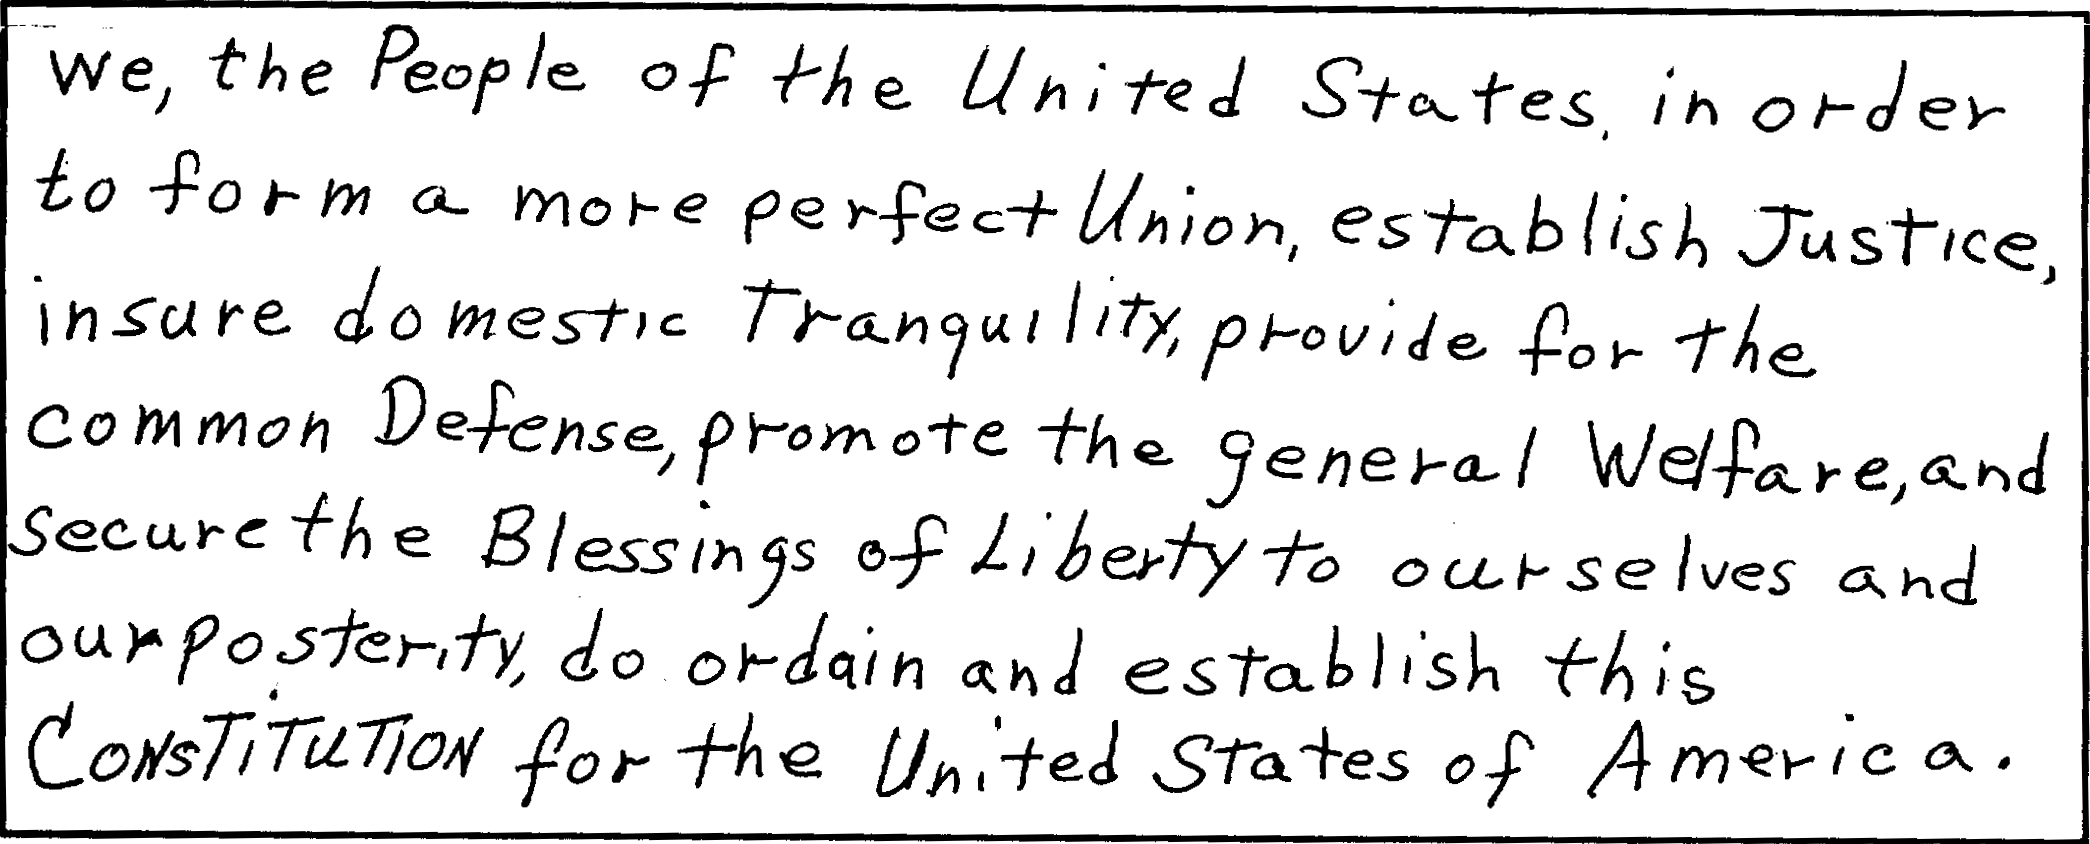 We, the People of the United States, in order
to form a more perfect Union, establish Justice,
insure domestic Tranquility, provide for the
common Defense, promote the general Welfare, and
secure the Blessings of Liberty to ourselves and
our posterity, do ordain and establish this
CONSTITUTION for the United States of America.